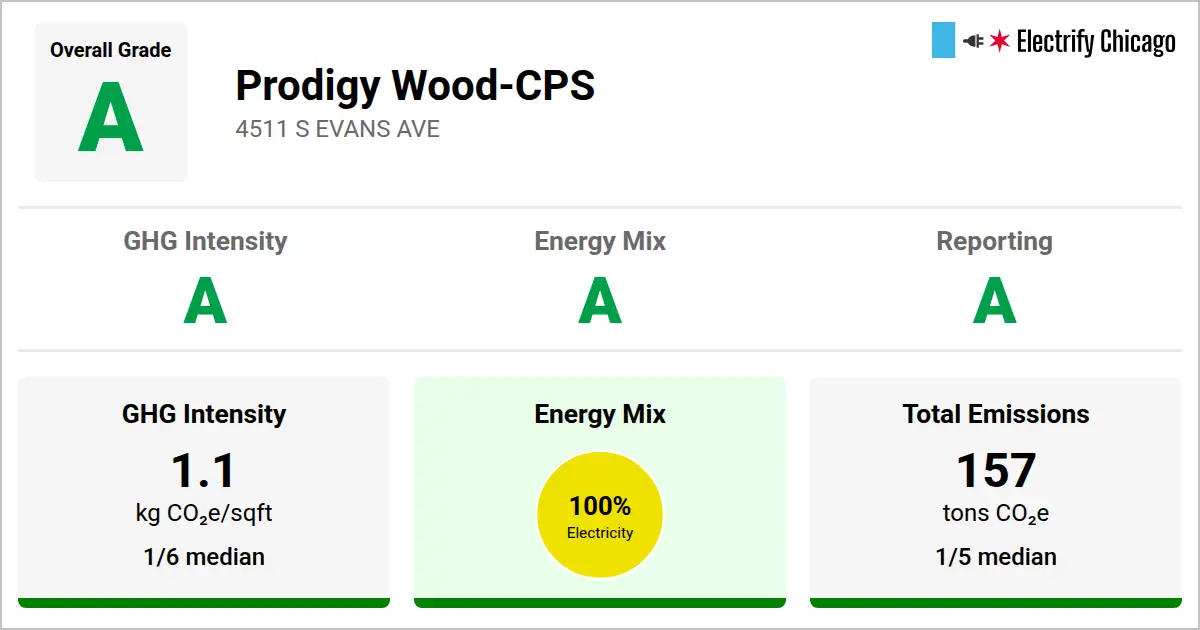 Overall Grade
A
Prodigy Wood-CPS
4511 S EVANS AVE
Electrify Chicago
GHG Intensity
A
Energy Mix
A
Reporting
A
GHG Intensity
1.1
kg CO₂e/sqft
1/6 median
Energy Mix
100%
Electricity
Total Emissions
157
tons CO₂e
1/5 median